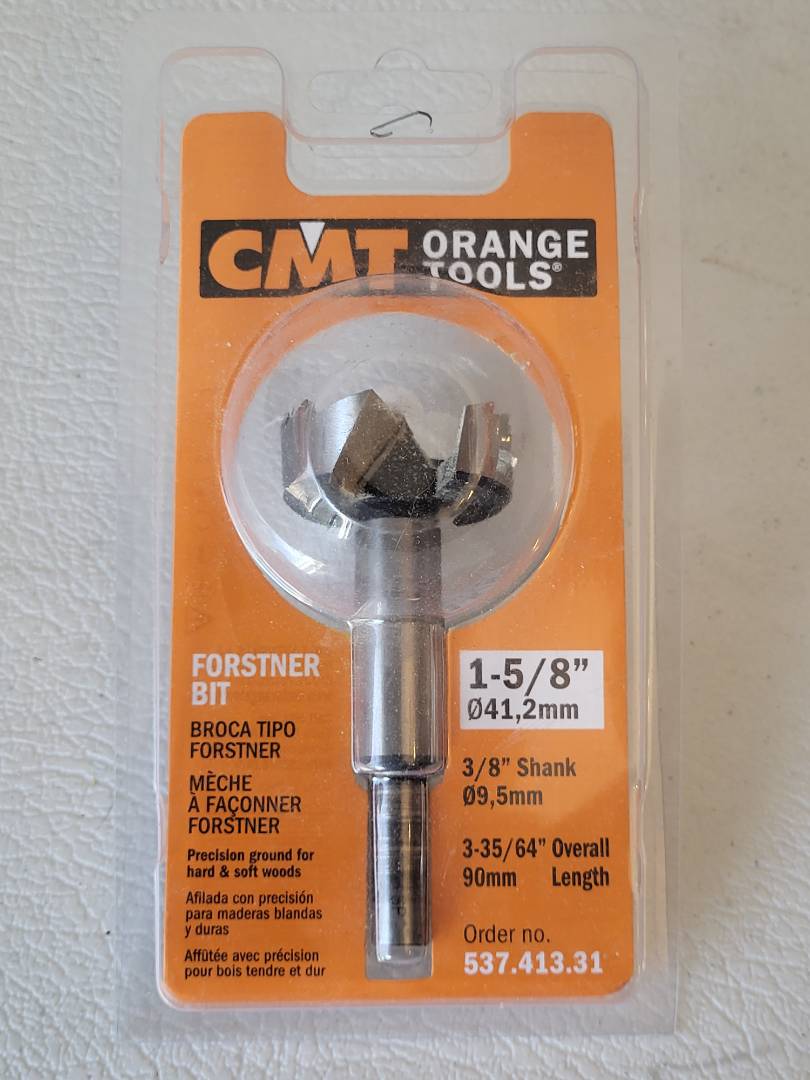 CMT ORANGE
TOOLS®
FORSTNER
BIT
BROCA TIPO
FORSTNER
MÈCHE
À FAÇONNER
FORSTNER
Precision ground for
hard & soft woods
Afilada con precisión
para maderas blandas
y duras
Affûtée avec précision
pour bois tendre et dur
1-5/8”
Ø41,2mm
3/8” Shank
Ø9,5mm
3-35/64” Overall
90mm Length
Order no.
537.413.31